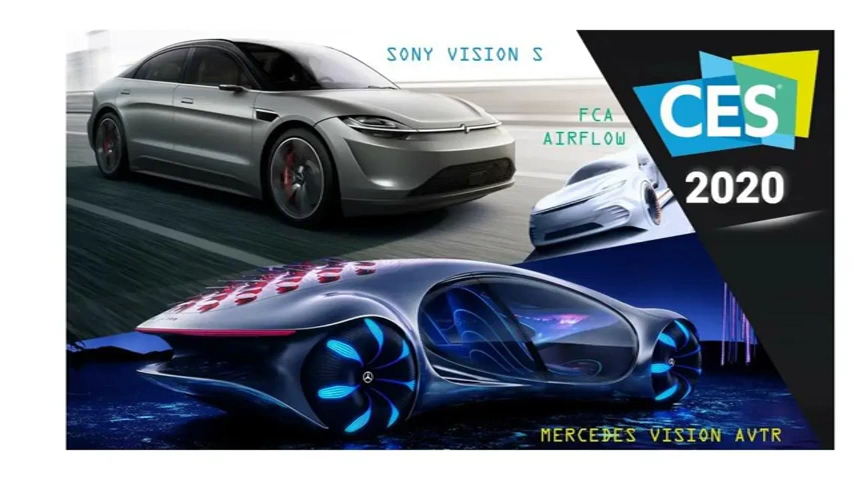 SONY VISION S
FCA
AIRFLOW
CES
2020
MERCEDES VISION AVTR